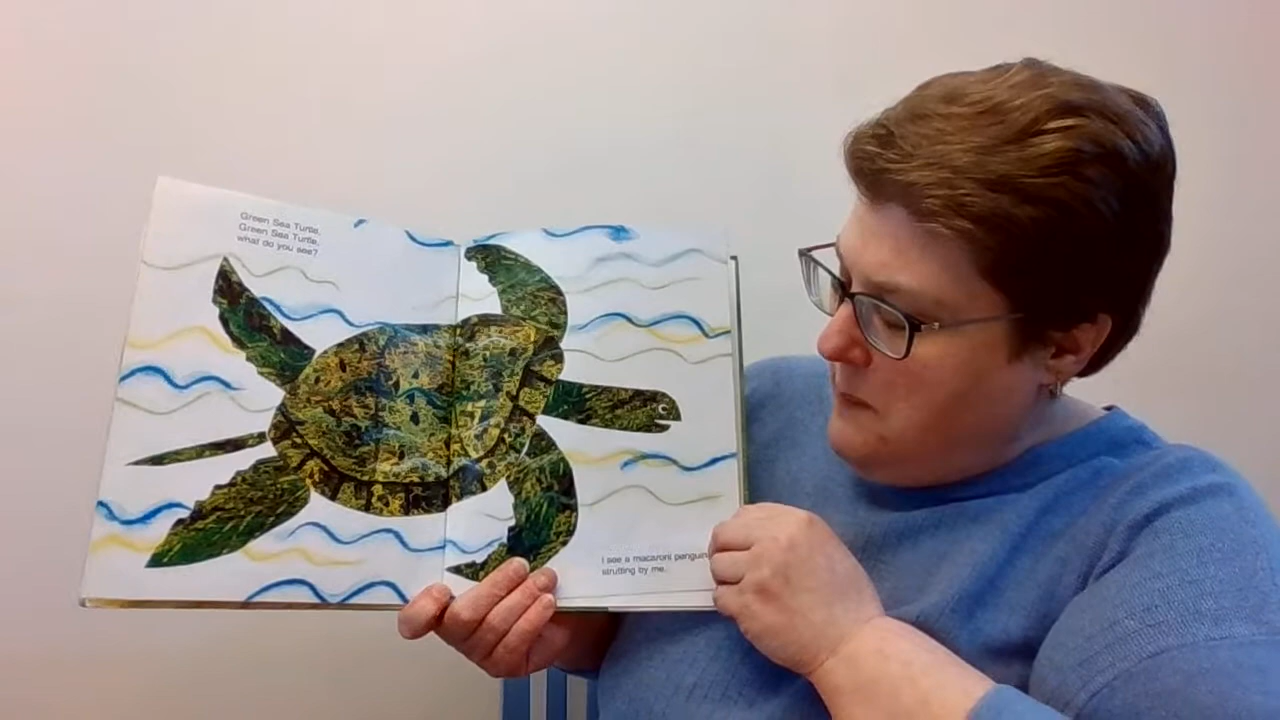 Green Sea Turtle,
Green Sea Turtle,
what do you see?
I see a macaroni penguin
strutting by me.